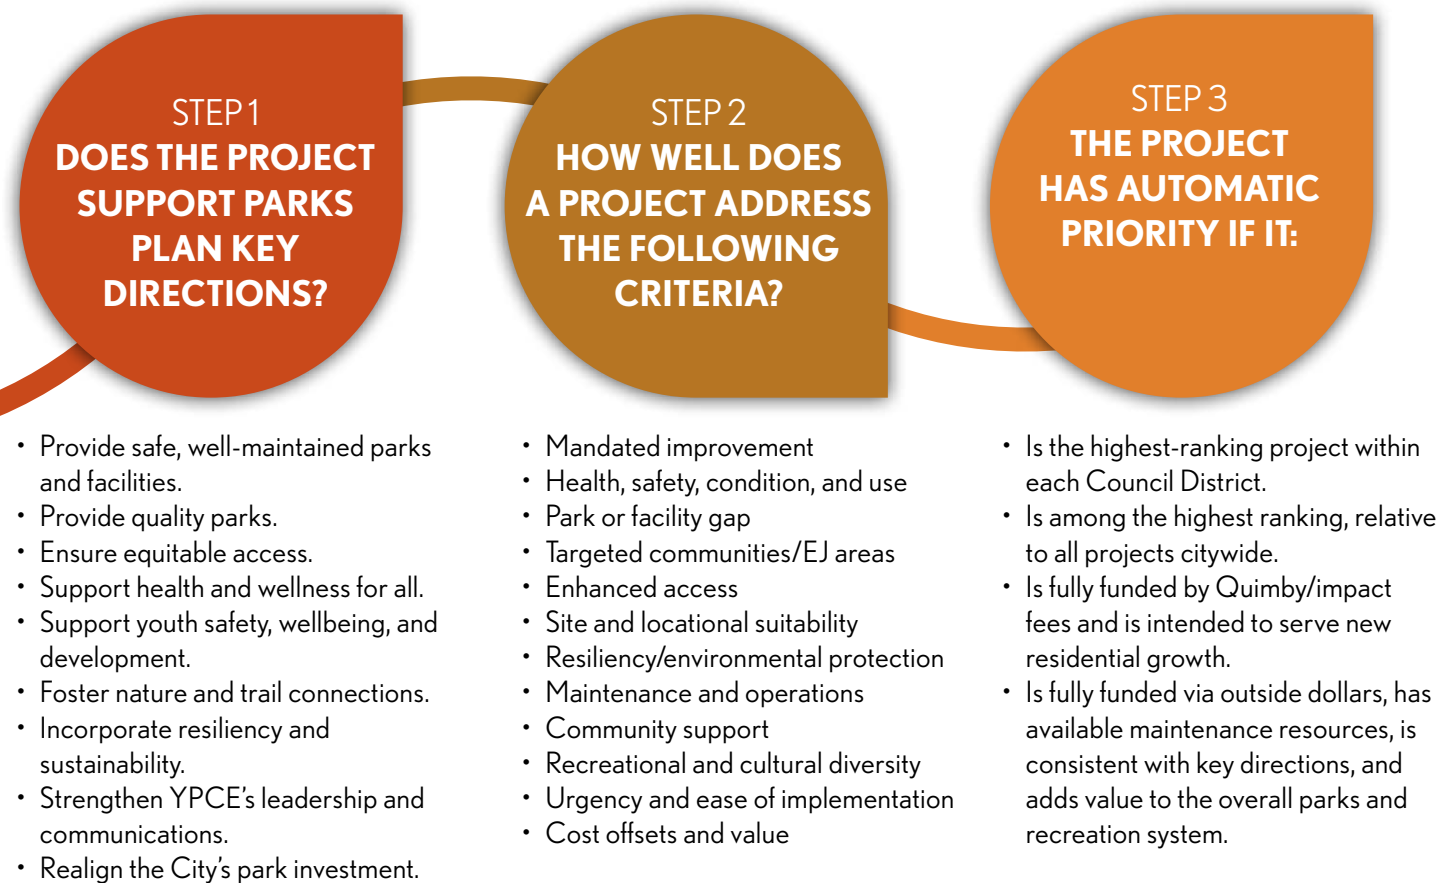 STEP 1
DOES THE PROJECT
SUPPORT PARKS
PLAN KEY
DIRECTIONS?
• Provide safe, well-maintained parks
and facilities.
• Provide quality parks.
• Ensure equitable access.
• Support health and wellness for all.
• Support youth safety, wellbeing, and
development.
• Foster nature and trail connections.
• Incorporate resiliency and
sustainability.
• Strengthen YPCE's leadership and
communications.
• Realign the City's park investment.
STEP 2
HOW WELL DOES
A PROJECT ADDRESS
THE FOLLOWING
CRITERIA?
• Mandated improvement
• Health, safety, condition, and use
• Park or facility gap
• Targeted communities/EJ areas
• Enhanced access
• Site and locational suitability
• Resiliency/environmental protection
• Maintenance and operations
• Community support
• Recreational and cultural diversity
• Urgency and ease of implementation
• Cost offsets and value
STEP 3
THE PROJECT
HAS AUTOMATIC
PRIORITY IF IT:
• Is the highest-ranking project within
each Council District.
• Is among the highest ranking, relative
to all projects citywide.
• Is fully funded by Quimby/impact
fees and is intended to serve new
residential growth.
• Is fully funded via outside dollars, has
available maintenance resources, is
consistent with key directions, and
adds value to the overall parks and
recreation system.